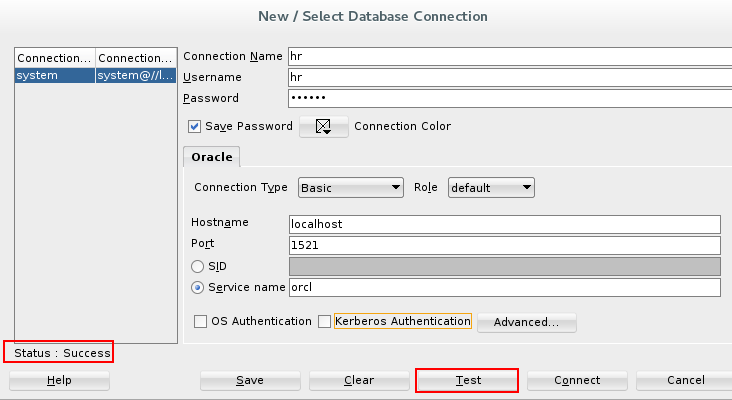 New / Select Database Connection
Connection... Connection...
system system@//l...
Connection Name hr
Username hr
Password ••••••
Save Password Connection Color
Oracle
Connection Type Basic Role default
Hostname localhost
Port 1521
SID
Service name orcl
OS Authentication Kerberos Authentication Advanced...
Status : Success
Help Save Clear Test Connect Cancel